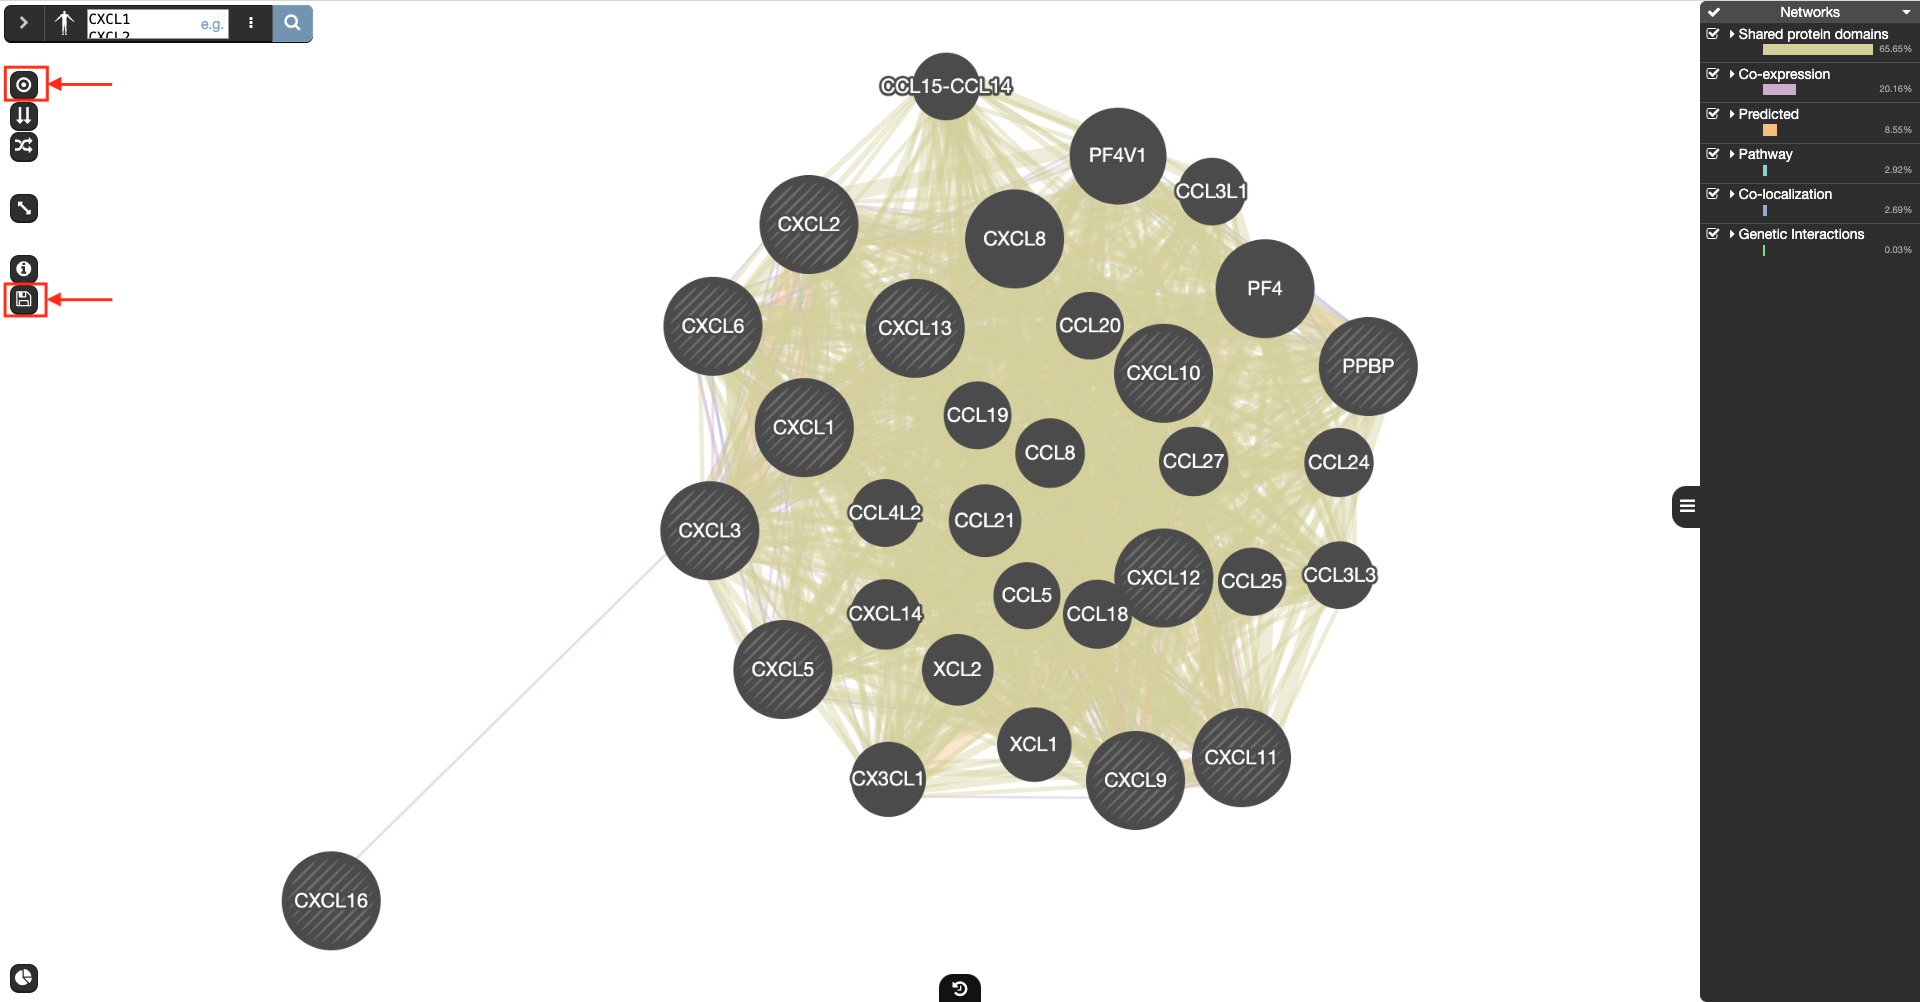 CXCL1
CXCL2
e.g.
Networks
Shared protein domains
65.65%
Co-expression
20.16%
Predicted
8.55%
Pathway
2.92%
Co-localization
2.69%
Genetic Interactions
0.03%
CCL15-CCL14
PF4V1
CCL3L1
CXCL2
CXCL8
PF4
CXCL6
CXCL13
CCL20
CXCL10
PPBP
CXCL1
CCL19
CCL8
CCL27
CCL24
CXCL3
CCL4L2
CCL21
CXCL12
CCL25
CCL3L3
CCL5
CCL18
CXCL14
CXCL5
XCL2
XCL1
CX3CL1
CXCL9
CXCL11
CXCL16